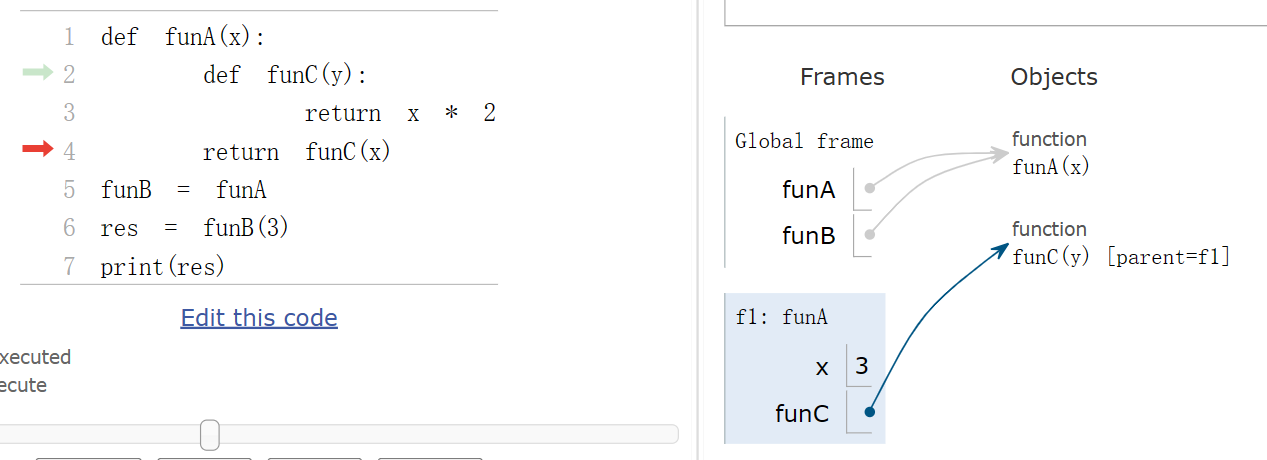 1 def funA(x):
2 def funC(y):
3 return x * 2
4 return funC(x)
5 funB = funA
6 res = funB(3)
7 print(res)
Edit this code
xecuted
ecute
Frames Objects
Global frame
funA
funB
function
funA(x)
function
funC(y) [parent=f1]
f1: funA
x 3
funC